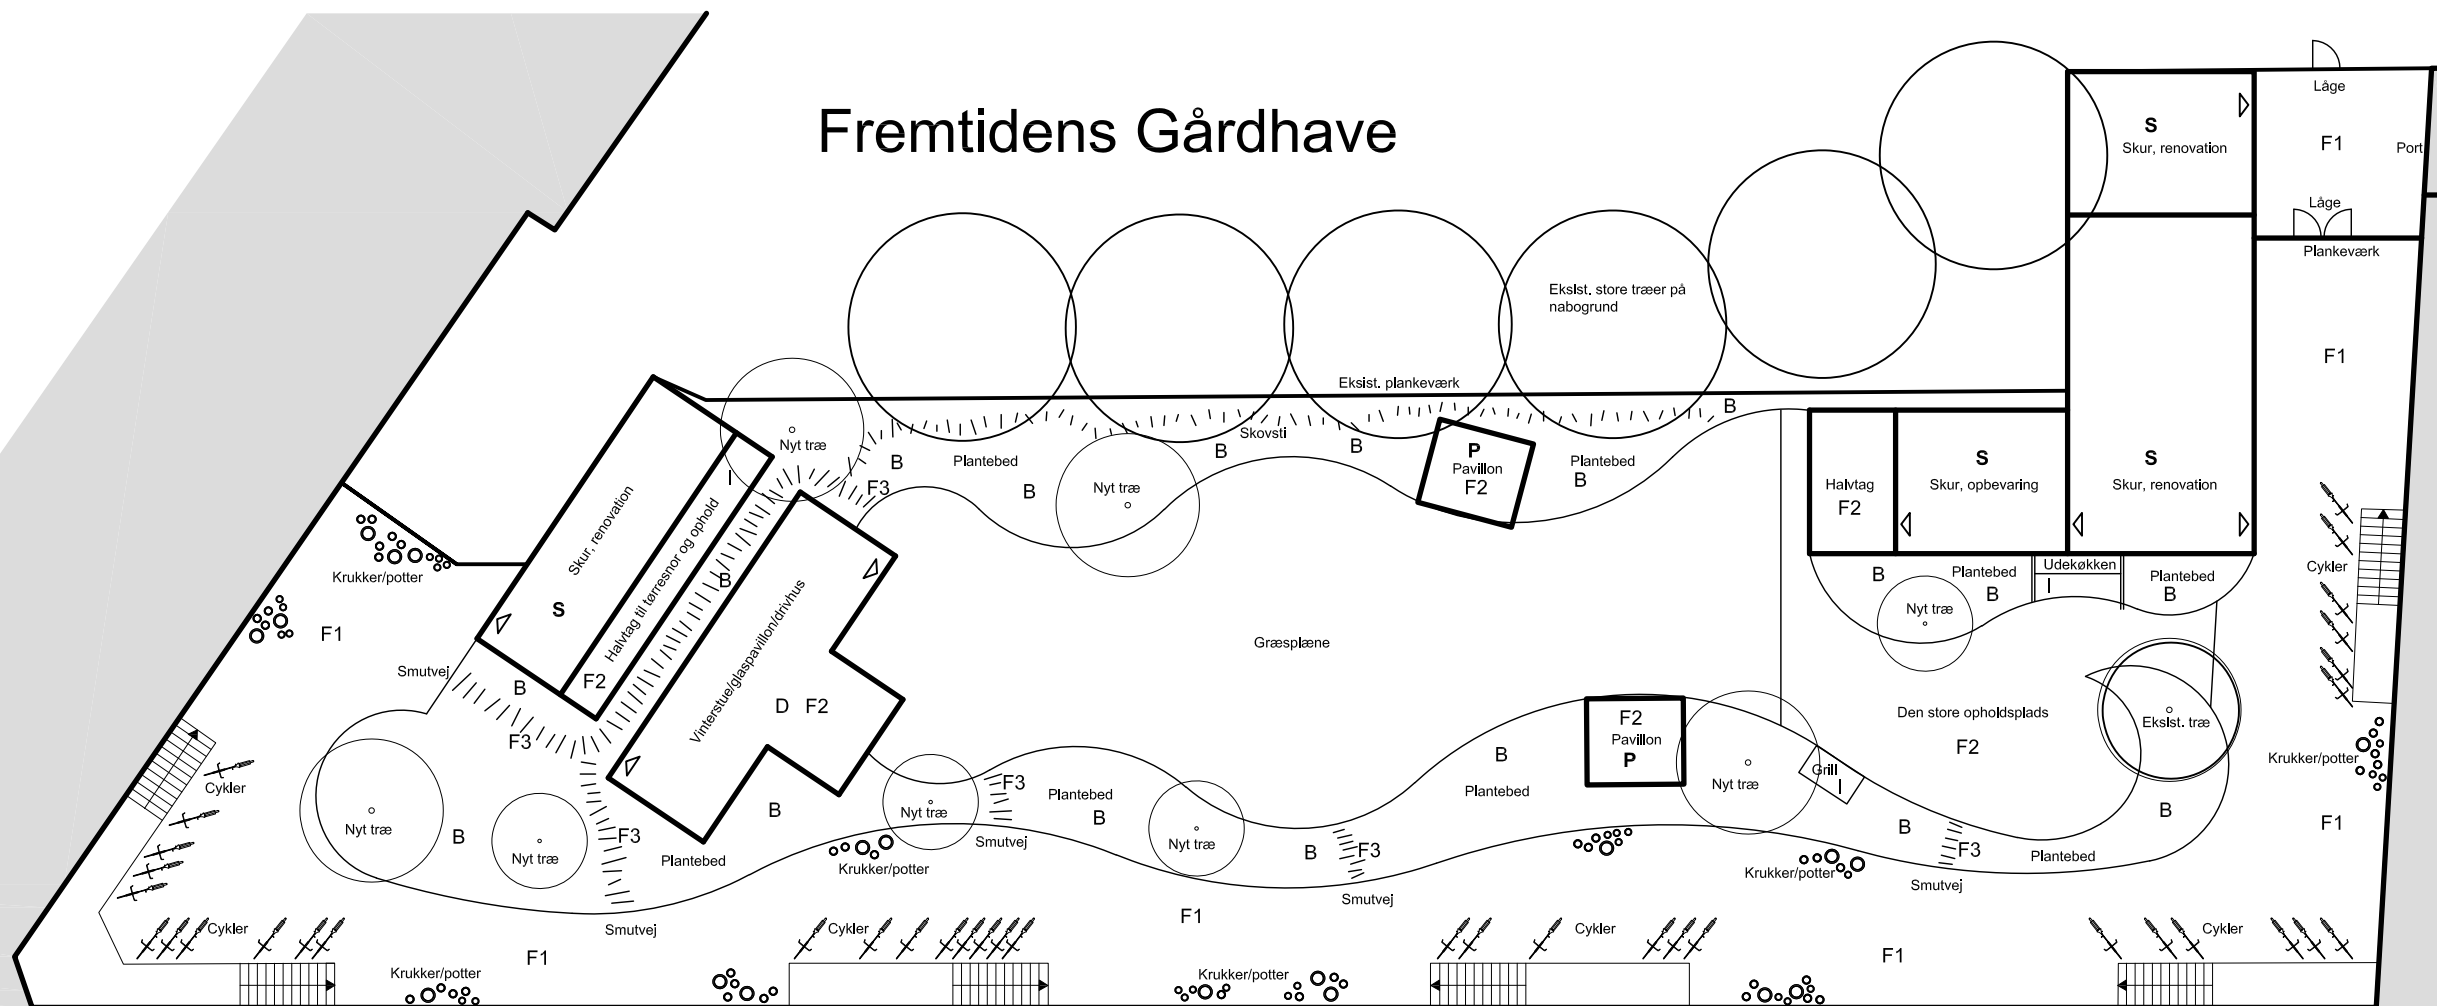 Fremtidens Gårdhave
Låge
S
Skur, renovation
F1
Port
Låge
Plankeværk
Eksist. store træer på
nabogrund
F1
Eksist. plankeværk
B
Skovsti
B
B
Nyt træ
B
Plantebed
F3
B
Nyt træ
P
Pavillon
F2
Plantebed
B
Halvtag
F2
S
Skur, opbevaring
S
Skur, renovation
I
Skur, renovation
S
Halvtag til tørresnor og ophold
F2
B
Vinterstue/glaspavillon/drivhus
D F2
Krukker/potter
F1
Smutvej
B
F3
Græsplæne
B
Plantebed
B
Nyt træ
Udekøkken
I
Plantebed
B
Cykler
Den store opholdsplads
F2
Eksist. træ
Krukker/potter
F2
Pavillon
P
B
Plantebed
Nyt træ
Grill
I
Cykler
Nyt træ
B
Nyt træ
F3
Plantebed
B
Nyt træ
F3
Plantebed
B
Smutvej
Nyt træ
Krukker/potter
B
F3
Smutvej
B
F3
Smutvej
Plantebed
B
F1
Krukker/potter
Cykler
Smutvej
F1
Krukker/potter
Cykler
F1
Krukker/potter
Cykler
F1
Cykler